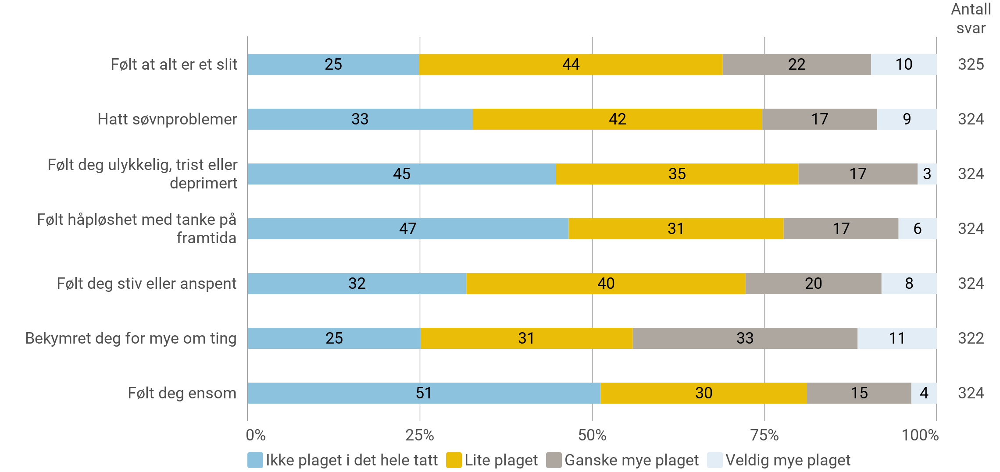 Antall
svar
Følt at alt er et slit 25 44 22 10 325
Hatt søvnproblemer 33 42 17 9 324
Følt deg ulykkelig, trist eller
deprimert 45 35 17 3 324
Følt håpløshet med tanke på
framtida 47 31 17 6 324
Følt deg stiv eller anspent 32 40 20 8 324
Bekymret deg for mye om ting 25 31 33 11 322
Følt deg ensom 51 30 15 4 324
0% 25% 50% 75% 100%
Ikke plaget i det hele tatt Lite plaget Ganske mye plaget Veldig mye plaget